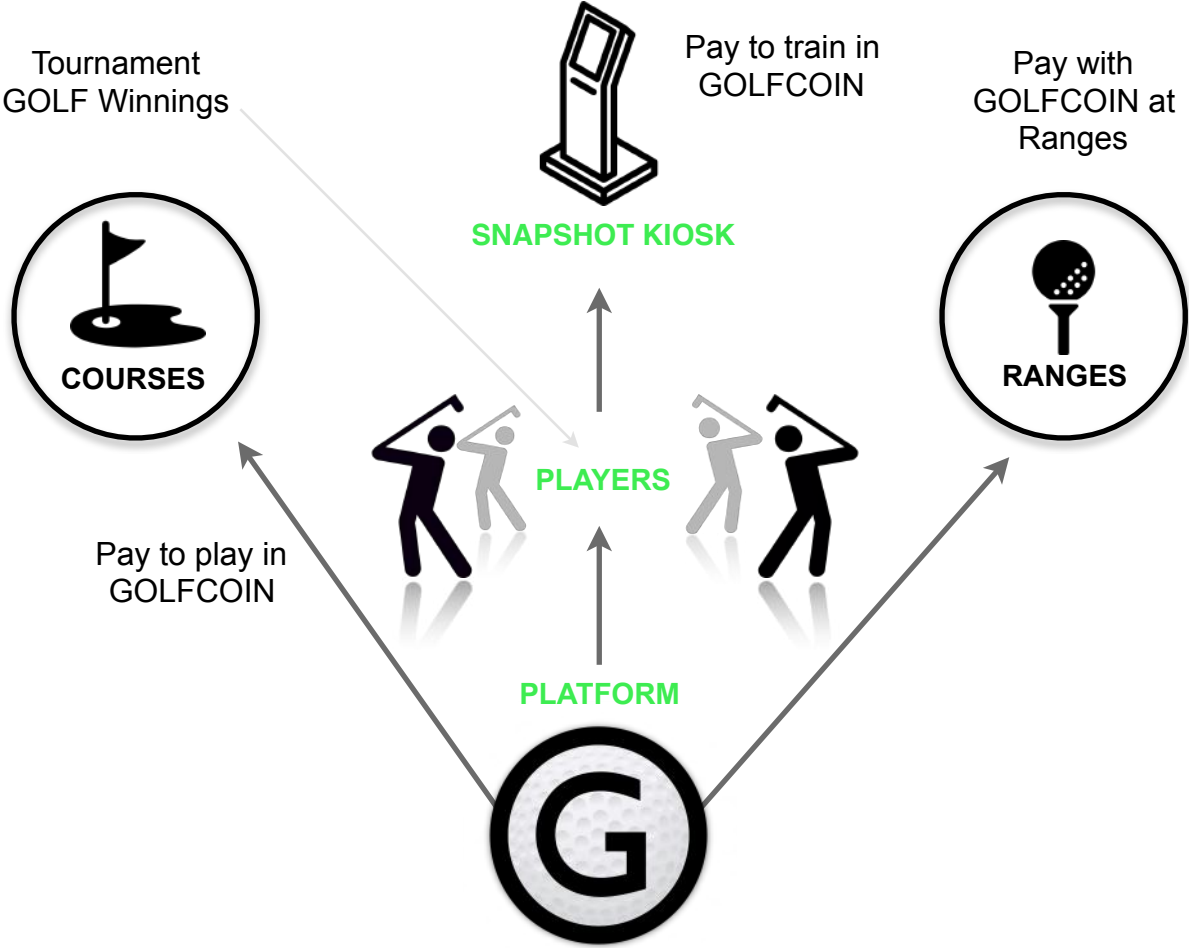 Tournament
GOLF Winnings
Pay to train in
GOLFCOIN
Pay with
GOLFCOIN at
Ranges
SNAPSHOT KIOSK
COURSES
RANGES
PLAYERS
Pay to play in
GOLFCOIN
PLATFORM
G